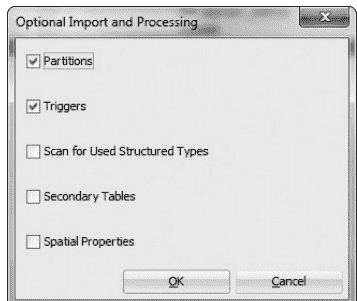 Optional Import and Processing
Partitions
Triggers
Scan for Used Structured Types
Secondary Tables
Spatial Properties
OK Cancel